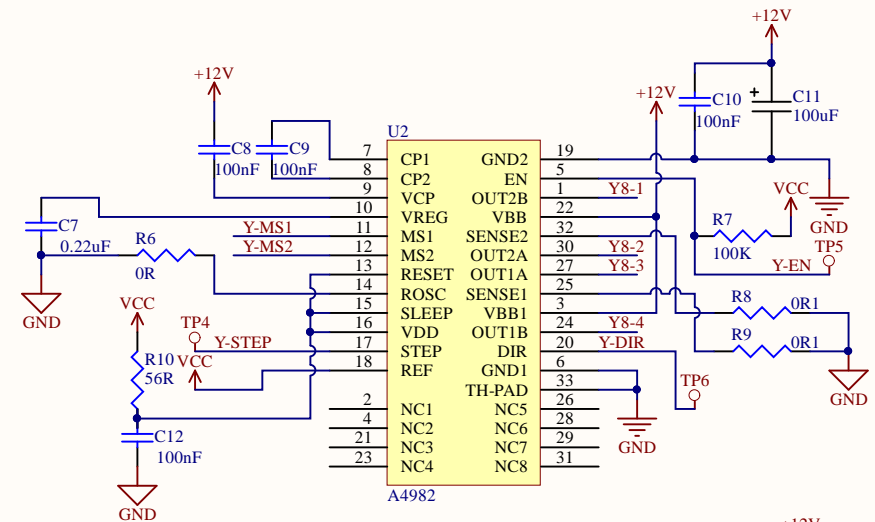 +12V
+12V
+12V
C10
100nF
C11
100uF
+
U2
C8
100nF
C9
100nF
7 CP1 GND2 19
8 CP2 EN 5
9 VCP OUT2B 1 Y8-1
10 VREG VBB 22
Y-MS1 11 MS1 SENSE2 32
Y-MS2 12 MS2 OUT2A 30 Y8-2
13 RESET OUT1A 27 Y8-3
14 ROSC SENSE1 25
15 SLEEP VBB1 3
16 VDD OUT1B 24 Y8-4
Y-STEP 17 STEP DIR 20 Y-DIR
18 REF GND1 6
TH-PAD 33
2 NC1 NC5 26
4 NC2 NC6 28
21 NC3 NC7 29
23 NC4 NC8 31
A4982
C7
0.22uF
R6
0R
GND
VCC
TP4
VCC
R10
56R
C12
100nF
GND
VCC
R7
100K
GND
TP5
Y-EN
R8 0R1
R9 0R1
TP6
GND
GND
+12V